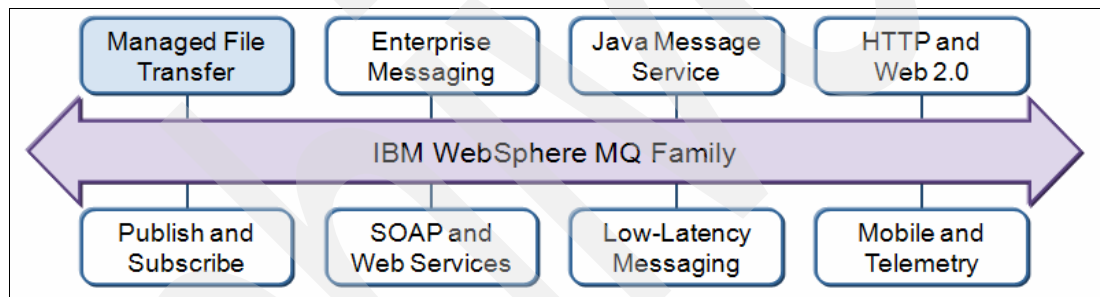 Managed File
Transfer
Enterprise
Messaging
Java Message
Service
HTTP and
Web 2.0
IBM WebSphere MQ Family
Publish and
Subscribe
SOAP and
Web Services
Low-Latency
Messaging
Mobile and
Telemetry